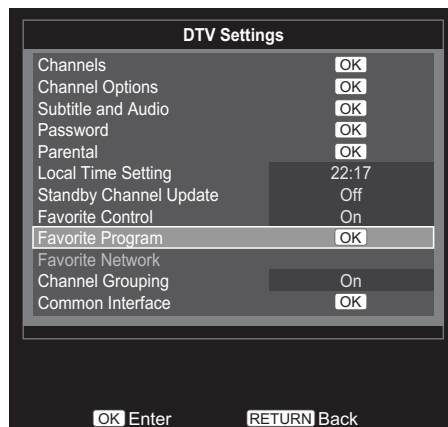 DTV Settings
Channels OK
Channel Options OK
Subtitle and Audio OK
Password OK
Parental OK
Local Time Setting 22:17
Standby Channel Update Off
Favorite Control On
Favorite Program OK
Favorite Network
Channel Grouping On
Common Interface OK
OK Enter RETURN Back